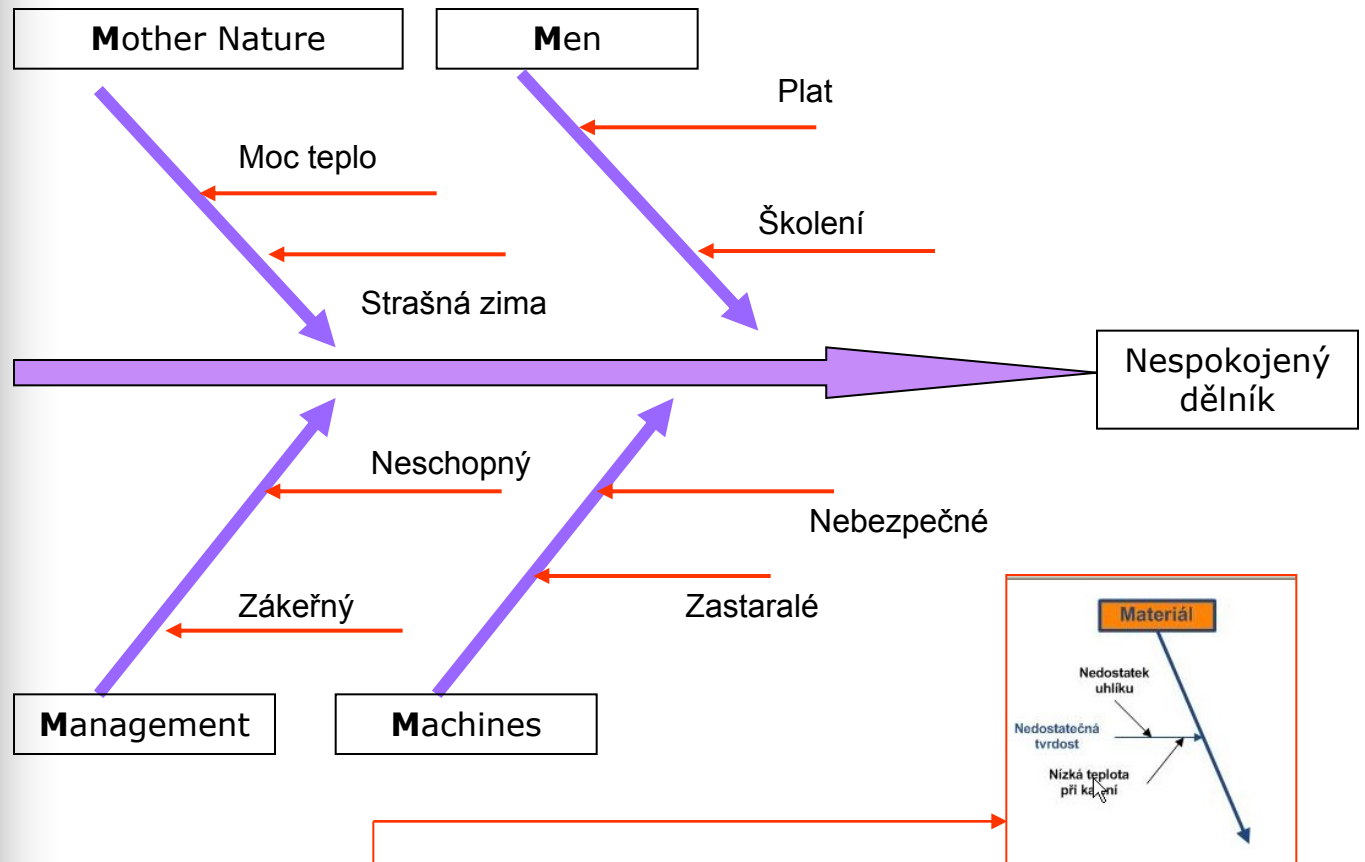 Mother Nature
Men
Plat
Moc teplo
Školení
Strašná zima
Nespokojený
dělník
Neschopný
Nebezpečné
Zákeřný
Zastaralé
Management
Machines
Materiál
Nedostatek
uhlíku
Nedostatečná
tvrdost
Nízká teplota
při kalení